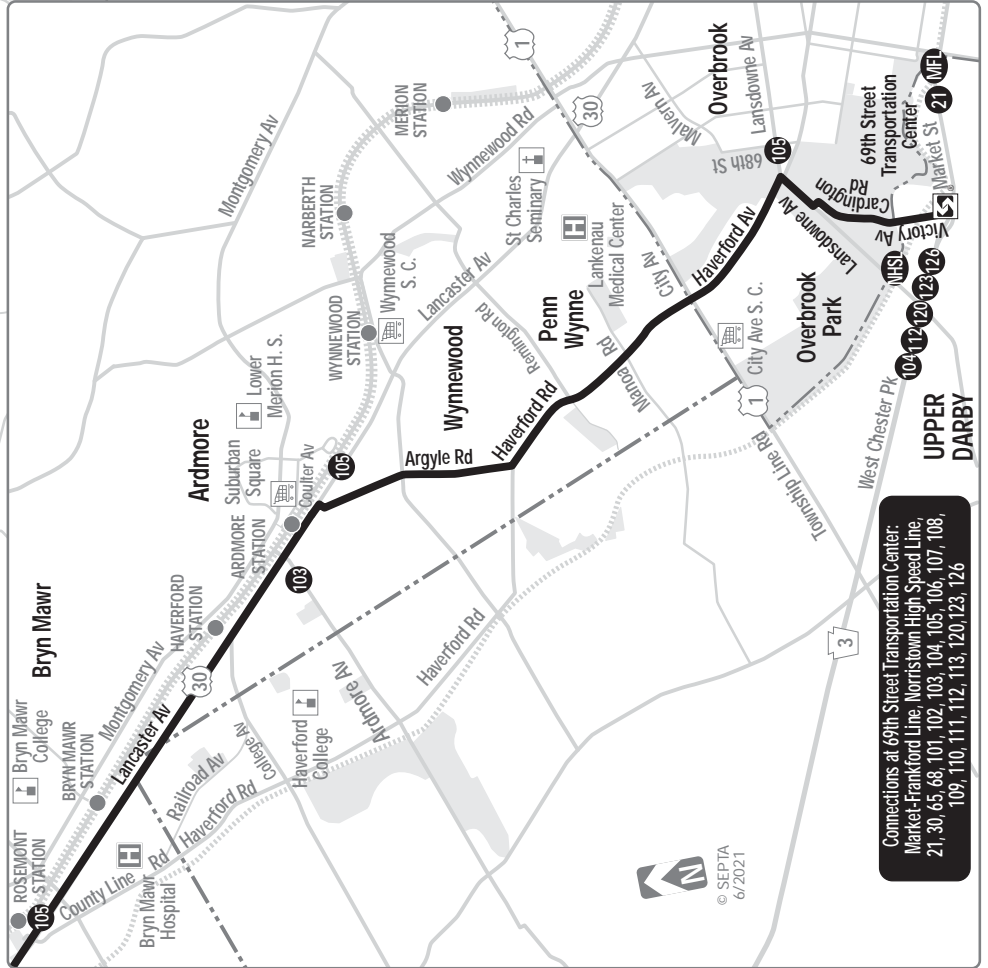 ROSEMONT
STATION
105
Bryn Mawr
College
BRYN MAWR
STATION
Bryn Mawr
Montgomery Av
Lancaster Av
30
County Line Rd
H
Bryn Mawr
Hospital
Railroad Av
Haverford Rd
College Av
Haverford
College
HAVERFORD
STATION
Ardmore
ARDMORE
STATION
Suburban
Square
Coulter Av
Lower
Merion H. S.
103
105
Ardmore Av
Haverford Rd
Argyle Rd
Haverford Rd
Wynnewood
WYNNEWOOD
STATION
Wynnewood
S. C.
NARBERTH
STATION
MERION
STATION
Montgomery Av
Lancaster Av
Wynnewood Rd
Remington Rd
Penn
Wynne
Manoa Rd
St Charles
Seminary
H
Lankenau
Medical Center
City Av
1
30
Haverford Av
City Ave S. C.
1
Township Line Rd
Overbrook
Park
Overbrook
Malvern Av
Lansdowne Av
68th St
105
Lansdowne Av
Cardington
Rd
Victory Av
69th Street
Transportation
Center
Market St
21
MFL
NHSL
104
112
120
123
126
West Chester Pk
3
UPPER
DARBY
N
© SEPTA
6/2021
Connections at 69th Street Transportation Center:
Market-Frankford Line, Norristown High Speed Line,
21, 30, 65, 68, 101, 102, 103, 104, 105, 106, 107, 108,
109, 110, 111, 112, 113, 120,123, 126